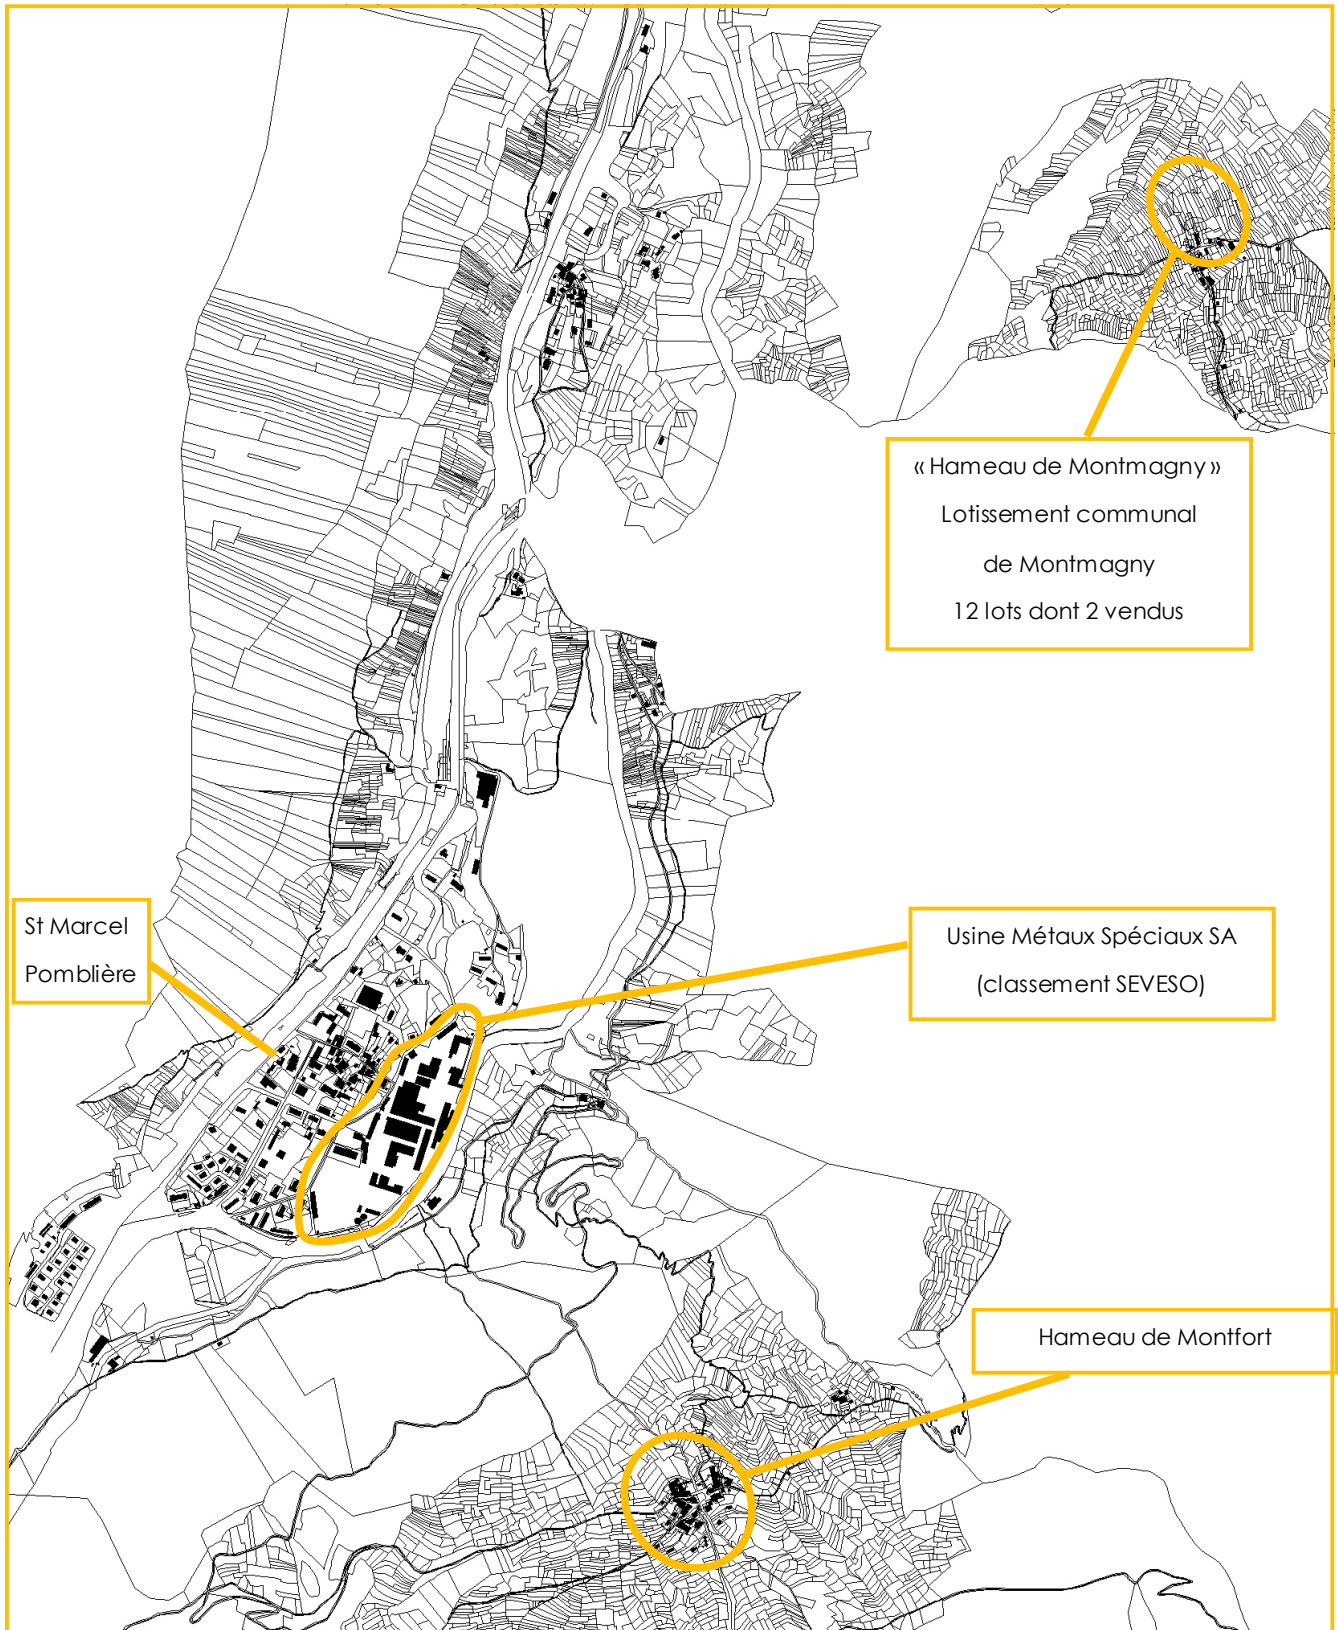 « Hameau de Montmagny »
Lotissement communal
de Montmagny
12 lots dont 2 vendus
St Marcel
Pomblière
Usine Métaux Spéciaux SA
(classement SEVESO)
Hameau de Montfort